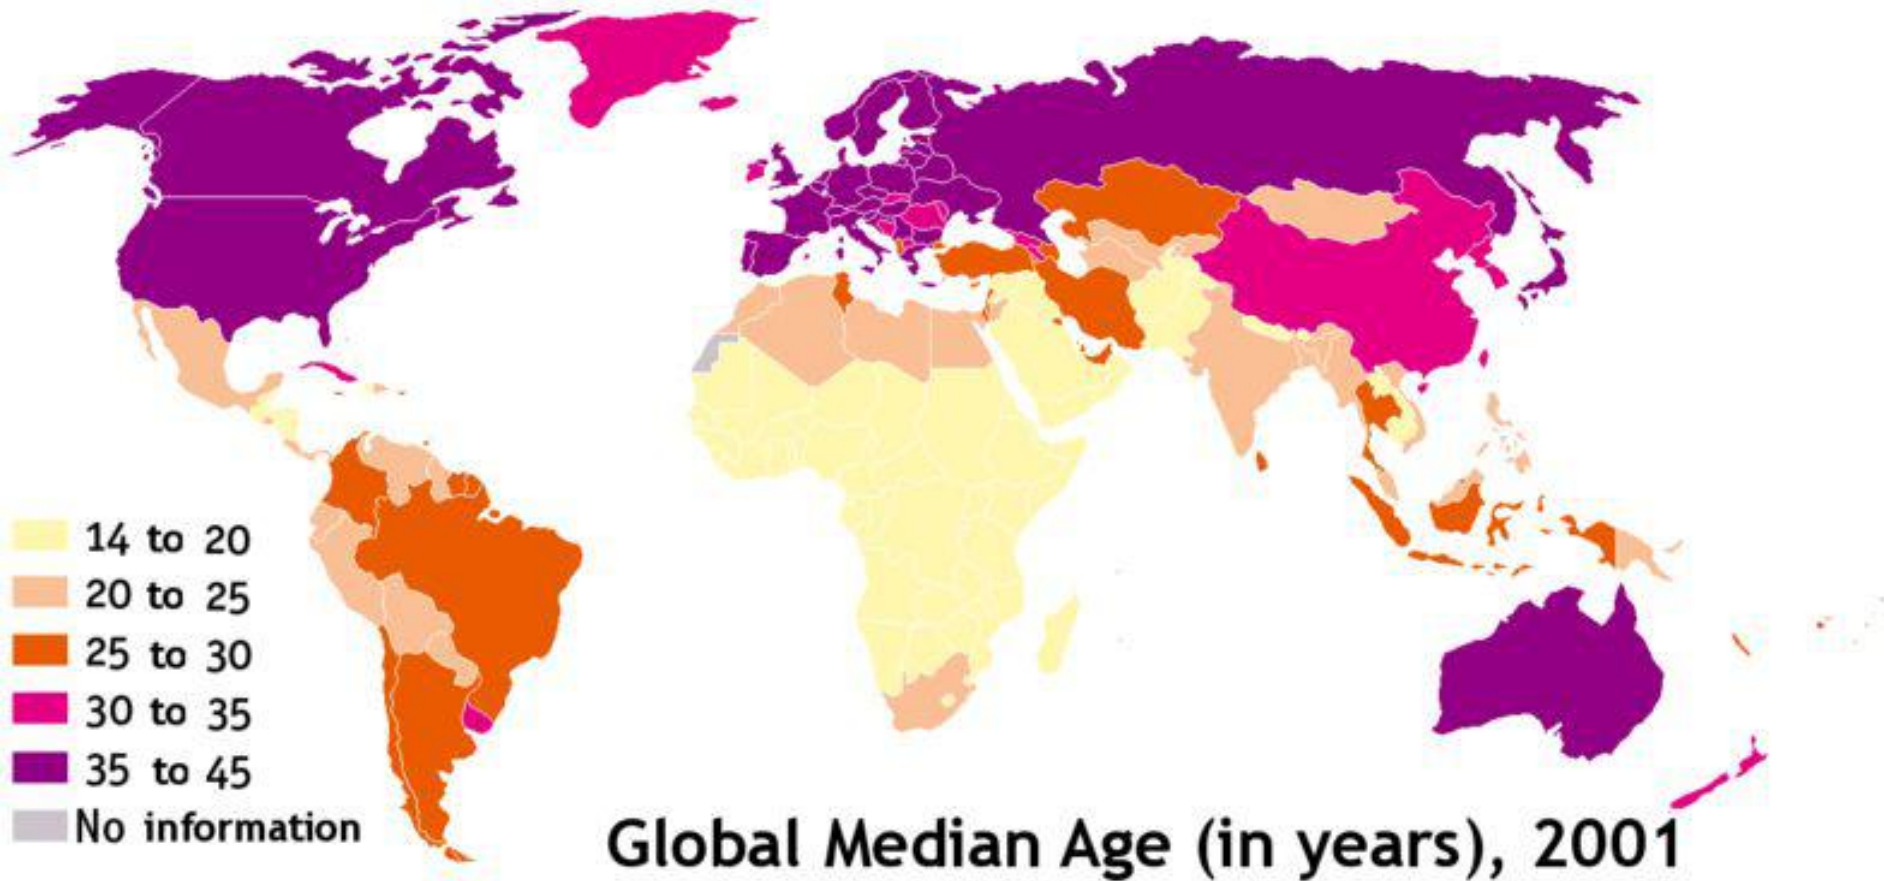 14 to 20
20 to 25
25 to 30
30 to 35
35 to 45
No information
Global Median Age (in years), 2001